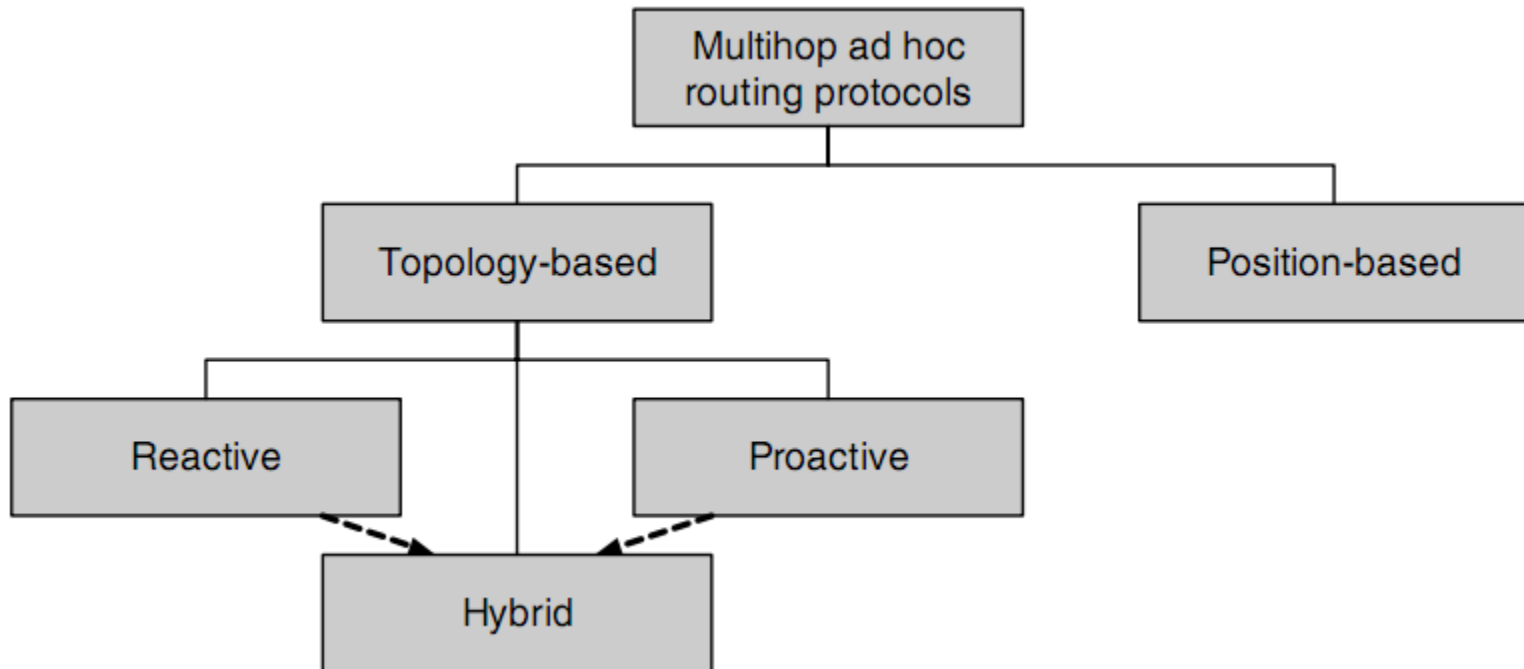 Multihop ad hoc
routing protocols
Topology-based
Position-based
Reactive
Proactive
Hybrid